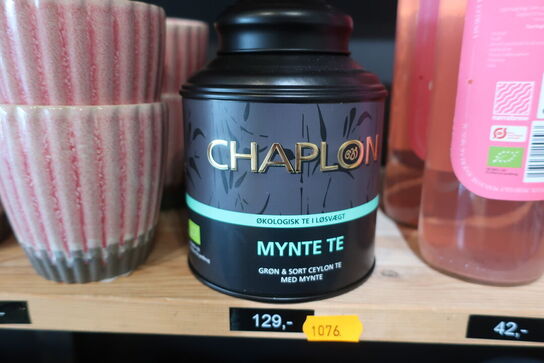 CHAPLON
ØKOLOGISK TE I LØSVÆGT
MYNTE TE
GRØN & SORT CEYLON TE
MED MYNTE
129,-
1076
42,-